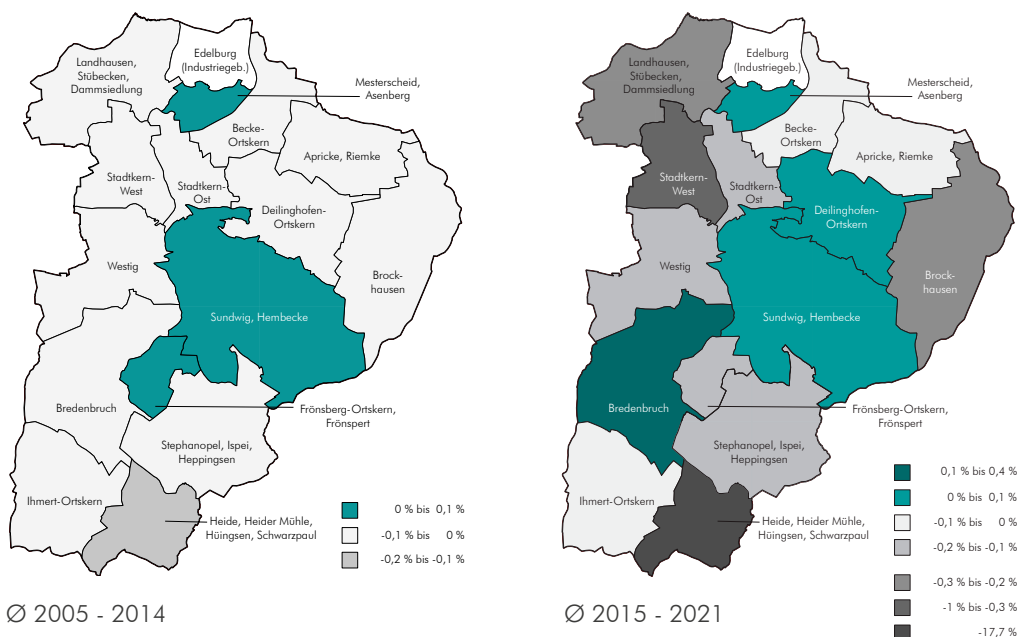 Landhausen,
Stübecken,
Dammsiedlung
Edelburg
(Industriegeb.)
Mesterscheid,
Asenberg
Becke-
Ortskern
Apricke, Riemke
Stadtkern-
West
Stadtkern-
Ost
Deilinghofen-
Ortskern
Westig
Brock-
hausen
Sundwig, Hembecke
Bredenbruch
Frönsberg-Ortskern,
Frönspert
Stephanopel, Ispei,
Heppingsen
Ihmert-Ortskern
Heide, Heider Mühle,
Hüingsen, Schwarzpaul
0 % bis 0,1 %
-0,1 % bis 0 %
-0,2 % bis -0,1 %
Ø 2005 - 2014
Landhausen,
Stübecken,
Dammsiedlung
Edelburg
(Industriegeb.)
Mesterscheid,
Asenberg
Becke-
Ortskern
Apricke, Riemke
Stadtkern-
West
Stadtkern-
Ost
Deilinghofen-
Ortskern
Westig
Brock-
hausen
Sundwig, Hembecke
Bredenbruch
Frönsberg-Ortskern,
Frönspert
Stephanopel, Ispei,
Heppingsen
Ihmert-Ortskern
Heide, Heider Mühle,
Hüingsen, Schwarzpaul
0,1 % bis 0,4 %
0 % bis 0,1 %
-0,1 % bis 0 %
-0,2 % bis -0,1 %
-0,3 % bis -0,2 %
-1 % bis -0,3 %
-17,7 %
Ø 2015 - 2021